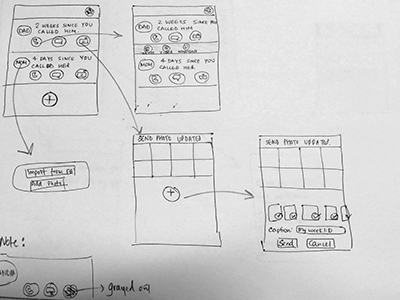 DAD
2 WEEKS SINCE YOU
CALLED HIM.
MOM
4 DAYS SINCE YOU
CALLED HER
DAD
2 WEEKS SINCE YOU
CALLED HIM.
MOM
4 DAYS SINCE YOU
CALLED HER
Import from FB
Add Photo
SEND PHOTO UPDATES
SEND PHOTO UPDATES
Caption: My week!:D
Send Cancel
Note:
grayed out